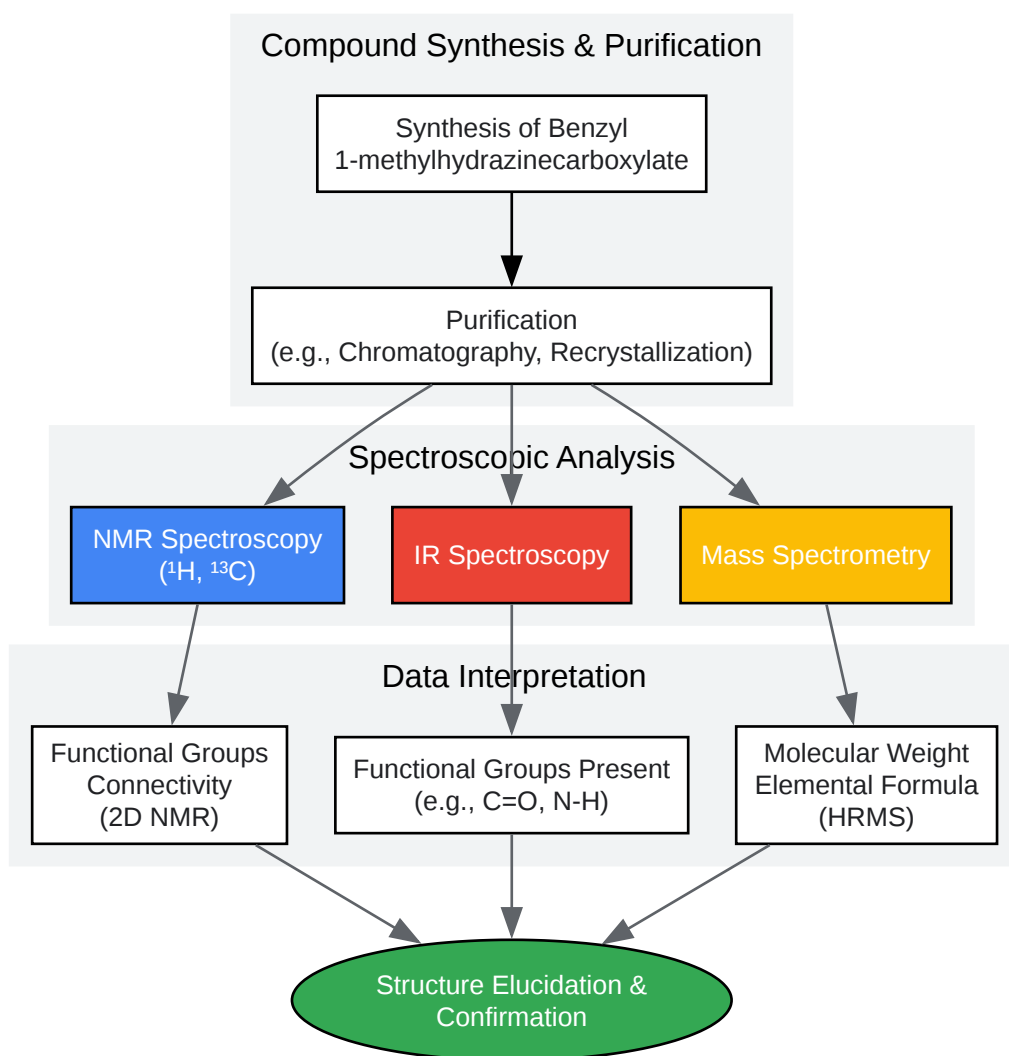 Compound Synthesis & Purification
Synthesis of Benzyl
1-methylhydrazinecarboxylate
Purification
(e.g., Chromatography, Recrystallization)
Spectroscopic Analysis
NMR Spectroscopy
(¹H, ¹³C)
IR Spectroscopy
Mass Spectrometry
Data Interpretation
Functional Groups
Connectivity
(2D NMR)
Functional Groups Present
(e.g., C=O, N-H)
Molecular Weight
Elemental Formula
(HRMS)
Structure Elucidation &
Confirmation